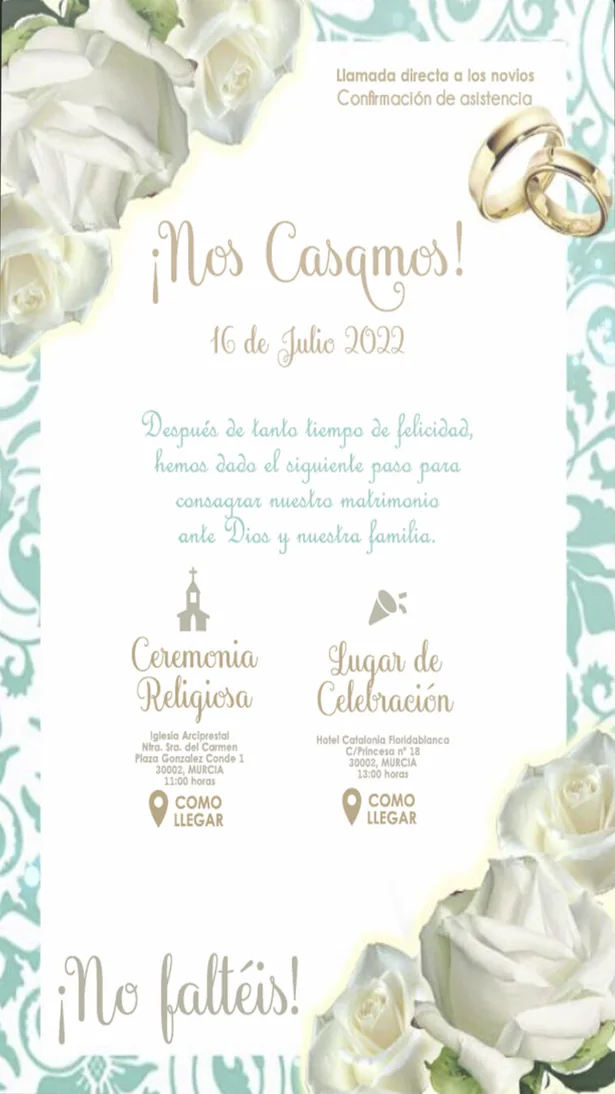 Llamada directa a los novios
Confirmación de asistencia
¡Nos Casamos!
16 de Julio 2022
Después de tanto tiempo de felicidad,
hemos dado el siguiente paso para
consagrar nuestro matrimonio
ante Dios y nuestra familia.
Ceremonia
Religiosa
Iglesia Arciprestal
Ntra. Sra. del Carmen
Plaza Gonzalez Conde 1
30002, MURCIA
11:00 horas
COMO
LLEGAR
Lugar de
Celebración
Hotel Catalonia Floridablanca
C/Princesa nº 18
30002, MURCIA
13:00 horas
COMO
LLEGAR
¡No faltéis!